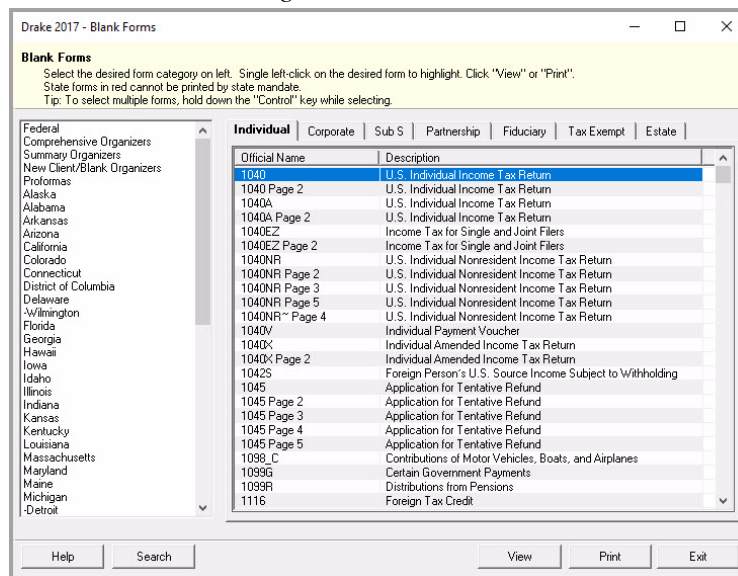 Drake 2017 - Blank Forms
Blank Forms
Select the desired form category on left. Single left-click on the desired form to highlight. Click "View" or "Print".
State forms in red cannot be printed by state mandate.
Tip: To select multiple forms, hold down the "Control" key while selecting.
Federal
Comprehensive Organizers
Summary Organizers
New Client/Blank Organizers
Proformas
Alaska
Alabama
Arkansas
Arizona
California
Colorado
Connecticut
District of Columbia
Delaware
-Wilmington
Florida
Georgia
Hawaii
Iowa
Idaho
Illinois
Indiana
Kansas
Kentucky
Louisiana
Massachusetts
Maryland
Maine
Michigan
-Detroit
Individual Corporate Sub S Partnership Fiduciary Tax Exempt Estate
Official Name Description
1040 U.S. Individual Income Tax Return
1040 Page 2 U.S. Individual Income Tax Return
1040A U.S. Individual Income Tax Return
1040A Page 2 U.S. Individual Income Tax Return
1040EZ Income Tax for Single and Joint Filers
1040EZ Page 2 Income Tax for Single and Joint Filers
1040NR U.S. Individual Nonresident Income Tax Return
1040NR Page 2 U.S. Individual Nonresident Income Tax Return
1040NR Page 3 U.S. Individual Nonresident Income Tax Return
1040NR Page 5 U.S. Individual Nonresident Income Tax Return
1040NR~ Page 4 U.S. Individual Nonresident Income Tax Return
1040V Individual Payment Voucher
1040X Individual Amended Income Tax Return
1040X Page 2 Individual Amended Income Tax Return
1042S Foreign Person's U.S. Source Income Subject to Withholding
1045 Application for Tentative Refund
1045 Page 2 Application for Tentative Refund
1045 Page 3 Application for Tentative Refund
1045 Page 4 Application for Tentative Refund
1045 Page 5 Application for Tentative Refund
1098_C Contributions of Motor Vehicles, Boats, and Airplanes
1099G Certain Government Payments
1099R Distributions from Pensions
1116 Foreign Tax Credit
Help Search View Print Exit